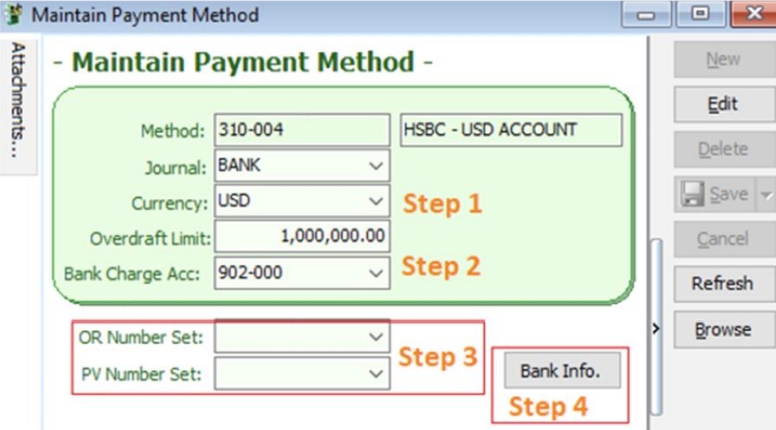 Maintain Payment Method
Attachments...
- Maintain Payment Method -
Method: 310-004 HSBC - USD ACCOUNT
Journal: BANK
Currency: USD Step 1
Overdraft Limit: 1,000,000.00
Bank Charge Acc: 902-000 Step 2
OR Number Set:
PV Number Set: Step 3
Bank Info.
Step 4
New
Edit
Delete
Save
Cancel
Refresh
Browse